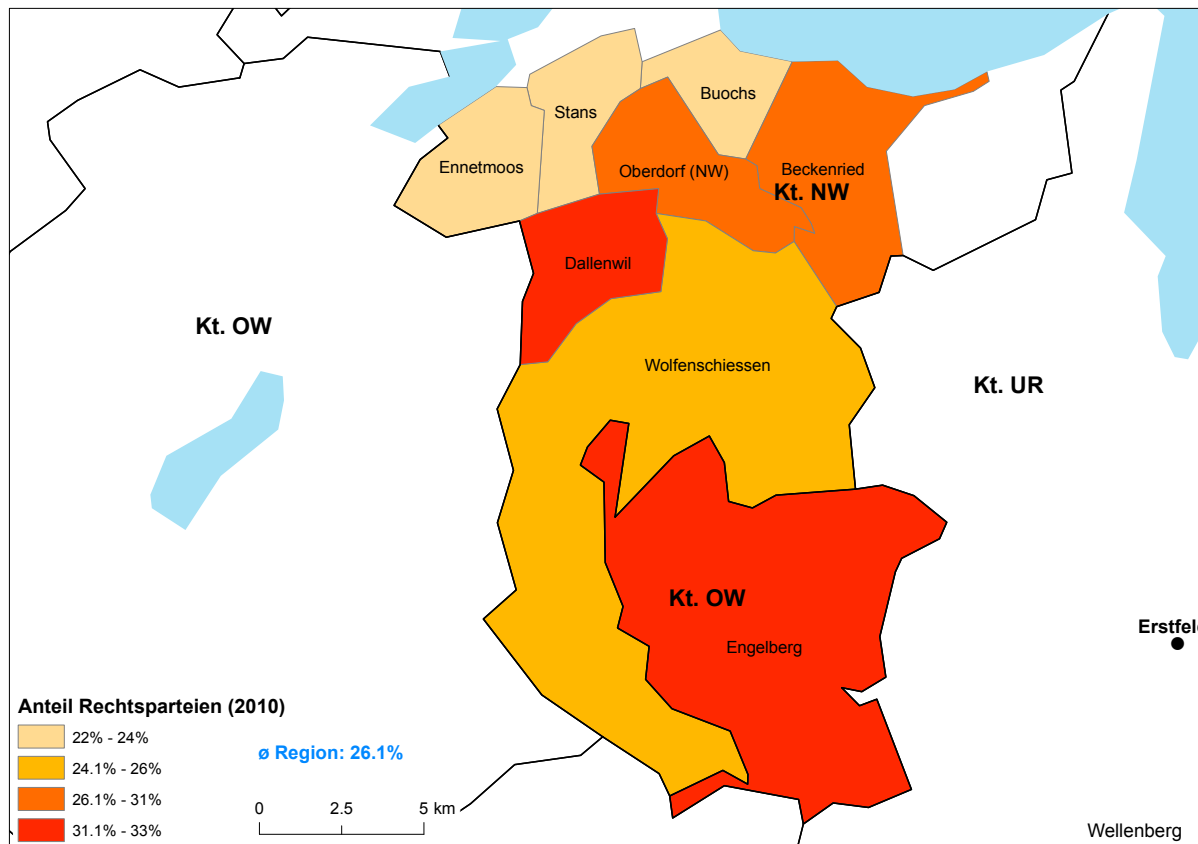 Buochs
Stans
Ennetmoos
Oberdorf (NW)
Beckenried
Kt. NW
Dallenwil
Kt. OW
Wolfenschiessen
Kt. UR
Kt. OW
Erstfel
Engelberg
Anteil Rechtsparteien (2010)
22% - 24%
24.1% - 26%
26.1% - 31%
31.1% - 33%
ø Region: 26.1%
0 2.5 5 km
Wellenberg